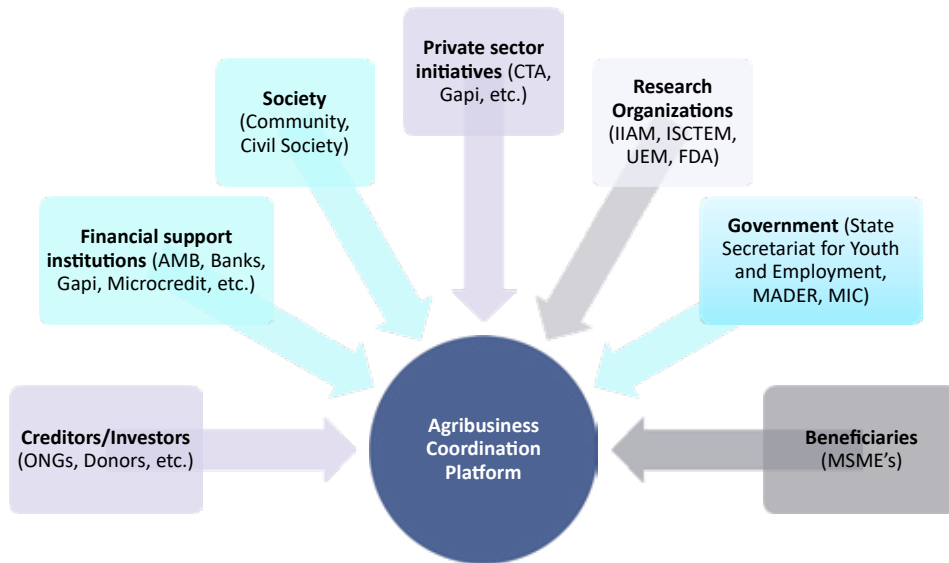 Private sector
initiatives (CTA,
Gapi, etc.)
Society
(Community,
Civil Society)
Research
Organizations
(IIAM, ISCTEM,
UEM, FDA)
Financial support
institutions (AMB, Banks,
Gapi, Microcredit, etc.)
Government (State
Secretariat for Youth
and Employment,
MADER, MIC)
Creditors/Investors
(ONGs, Donors, etc.)
Agribusiness
Coordination
Platform
Beneficiaries
(MSME’s)